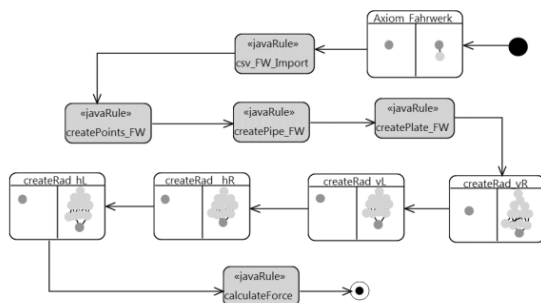 Axiom_Fahrwerk
«javaRule»
csv_FW_Import
«javaRule»
createPoints_FW
«javaRule»
createPipe_FW
«javaRule»
createPlate_FW
createRad_hL
createRad_hR
createRad_vL
createRad_vR
«javaRule»
calculateForce